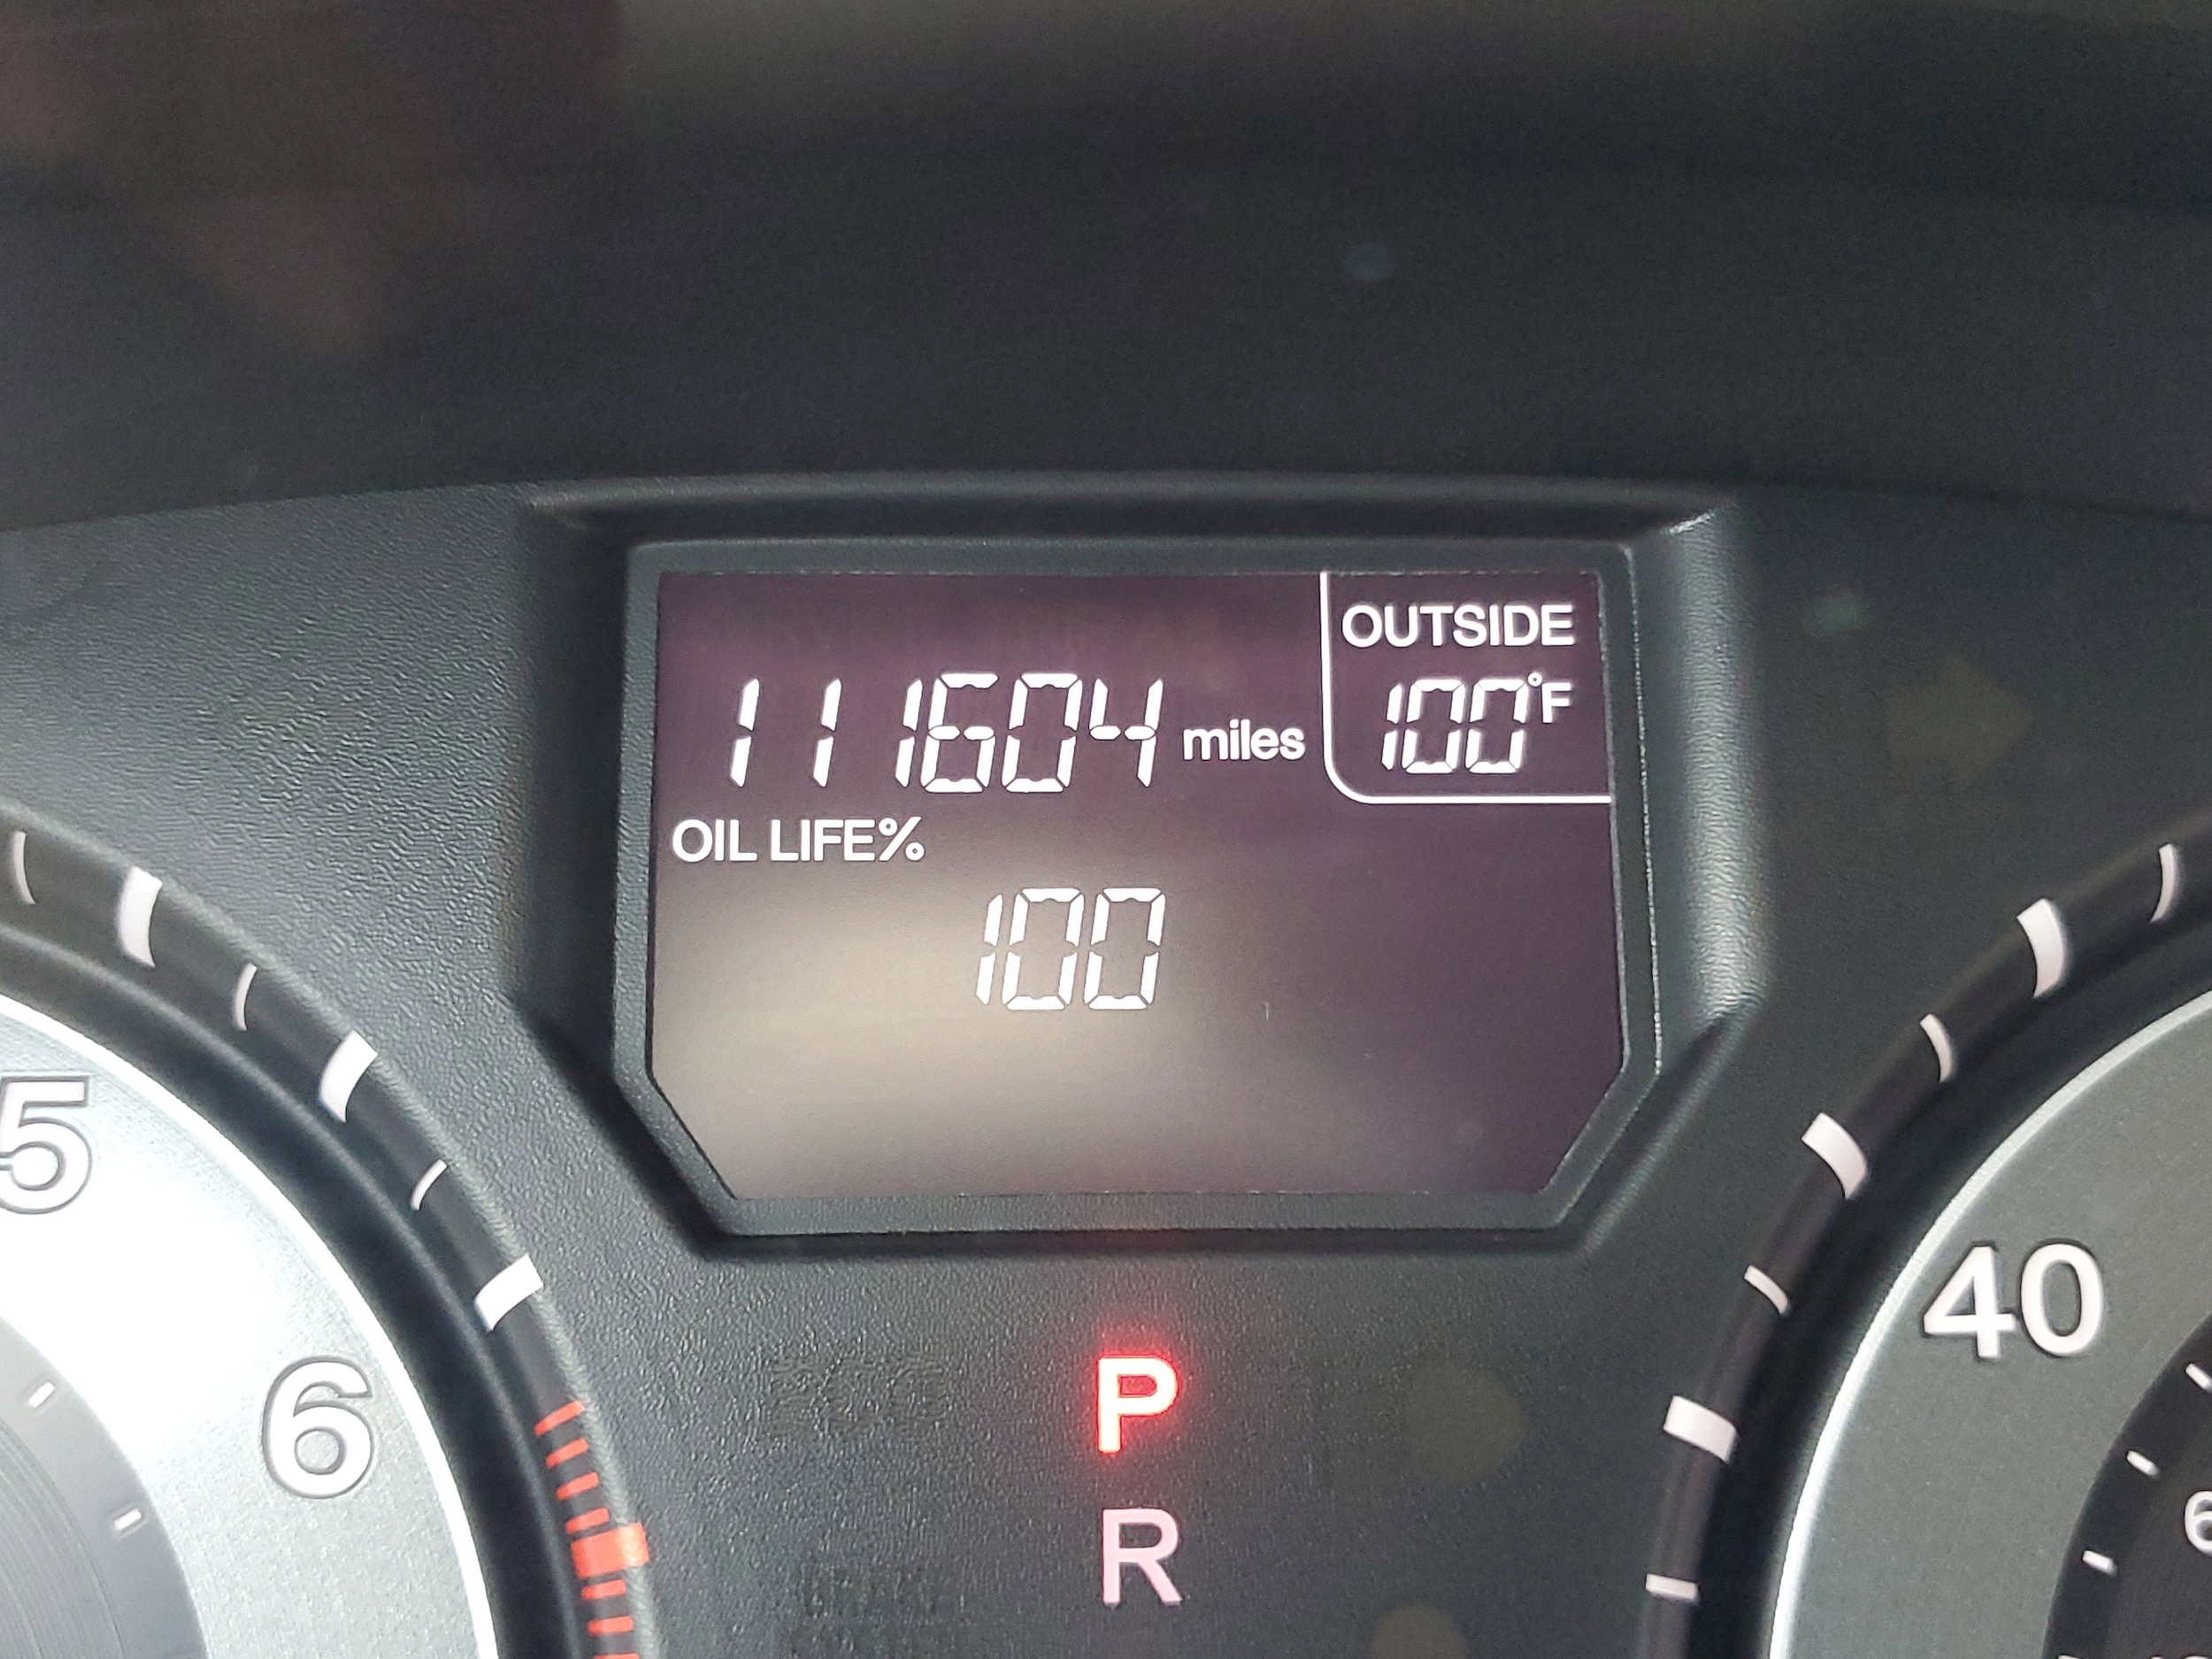 OUTSIDE
111604 miles 100°F
OIL LIFE%
100
5
6
P
R
40